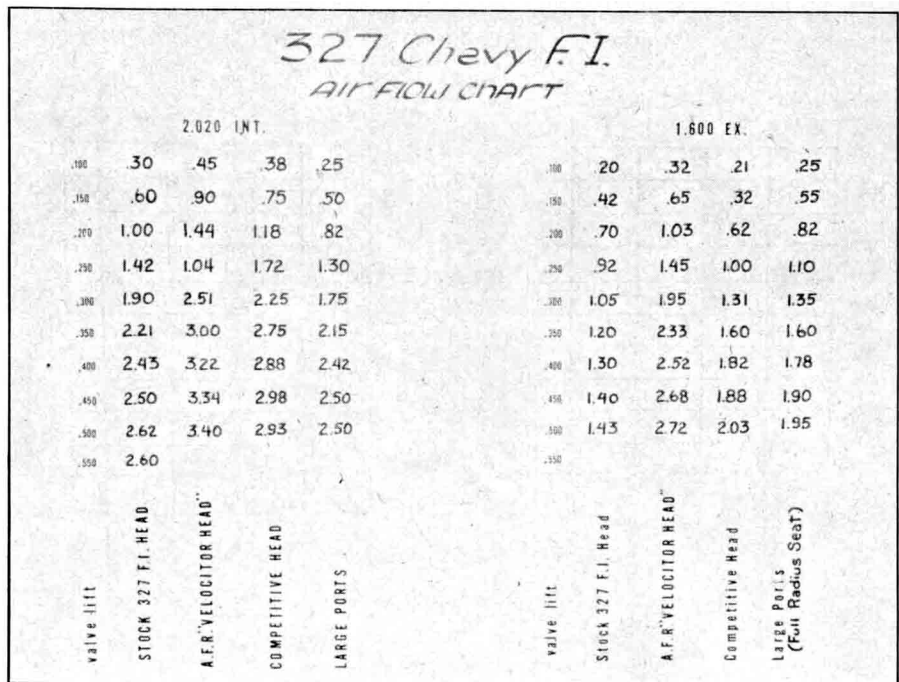 327 Chevy F.I.
AIR FLOW CHART
2.020 INT.
1.600 EX.
.100 .30 .45 .38 .25
.100 .20 .32 .21 .25
.150 .60 .90 .75 .50
.150 .42 .65 .32 .55
.200 1.00 1.44 1.18 .82
.200 .70 1.03 .62 .82
.250 1.42 1.04 1.72 1.30
.250 .92 1.45 1.00 1.10
.300 1.90 2.51 2.25 1.75
.300 1.05 1.95 1.31 1.35
.350 2.21 3.00 2.75 2.15
.350 1.20 2.33 1.60 1.60
.400 2.43 3.22 2.88 2.42
.400 1.30 2.52 1.82 1.78
.450 2.50 3.34 2.98 2.50
.450 1.40 2.68 1.88 1.90
.500 2.62 3.40 2.93 2.50
.500 1.43 2.72 2.03 1.95
.550 2.60
.550
valve lift
STOCK 327 F.I. HEAD
A.F.R."VELOCITOR HEAD"
COMPETITIVE HEAD
LARGE PORTS
valve lift
Stock 327 F.I. Head
A.F.R."VELOCITOR HEAD"
Competitive Head
Large Ports
(Full Radius Seat)